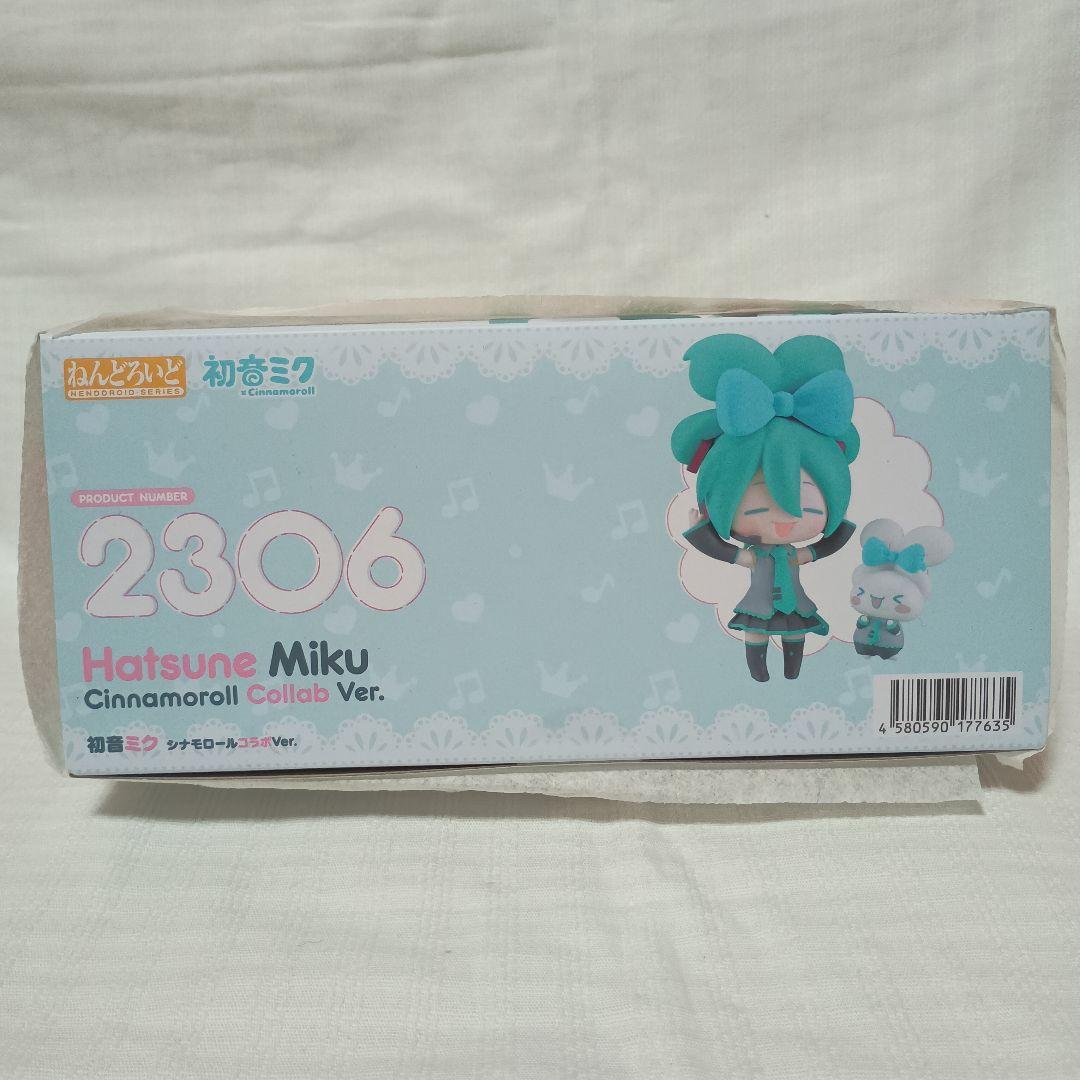 ねんどろいど
NENDOROID SERIES
初音ミク
× Cinnamoroll
PRODUCT NUMBER
2306
Hatsune Miku
Cinnamoroll Collab Ver.
初音ミク シナモロールコラボVer.
4 580590 177635